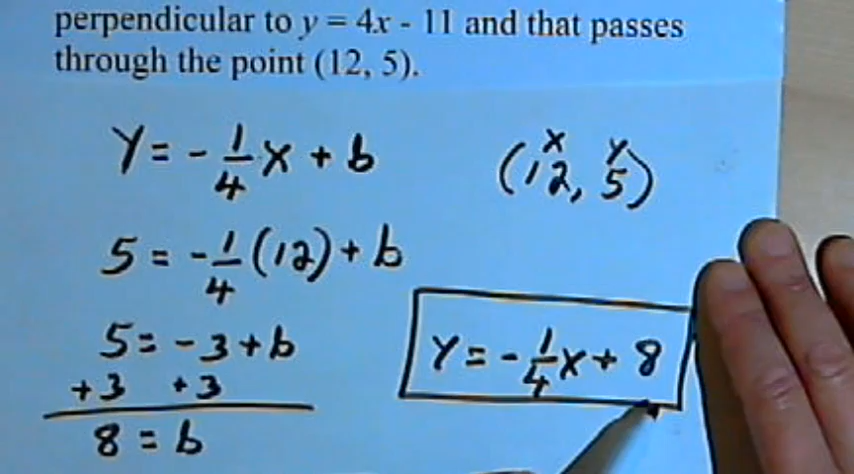 perpendicular to y = 4x - 11 and that passes
through the point (12, 5).
y = - 1/4 x + b
x y
(12, 5)
5 = - 1/4 (12) + b
5 = - 3 + b
+3 +3
8 = b
y = - 1/4 x + 8